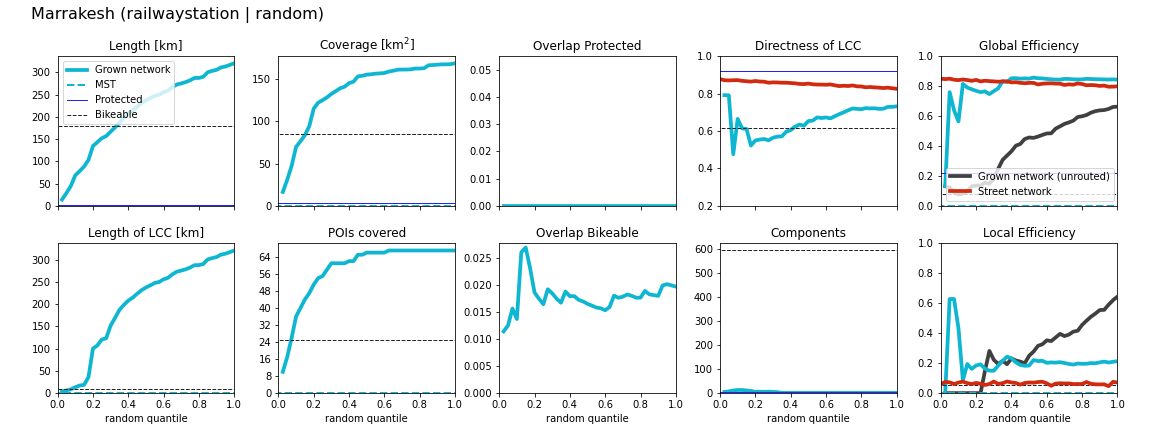 Marrakesh (railwaystation | random)
Length [km]
Coverage [km²]
Overlap Protected
Directness of LCC
Global Efficiency
300
250
200
150
100
50
0
Grown network
MST
Protected
Bikeable
150
100
50
0
0.05
0.04
0.03
0.02
0.01
0.00
1.0
0.8
0.6
0.4
0.2
1.0
0.8
0.6
0.4
0.2
0.0
Grown network (unrouted)
Street network
Length of LCC [km]
POIs covered
Overlap Bikeable
Components
Local Efficiency
300
250
200
150
100
50
0
0.0 0.2 0.4 0.6 0.8 1.0
random quantile
64
56
48
40
32
24
16
8
0
0.0 0.2 0.4 0.6 0.8 1.0
random quantile
0.025
0.020
0.015
0.010
0.005
0.000
0.0 0.2 0.4 0.6 0.8 1.0
random quantile
600
500
400
300
200
100
0
0.0 0.2 0.4 0.6 0.8 1.0
random quantile
1.0
0.8
0.6
0.4
0.2
0.0
0.0 0.2 0.4 0.6 0.8 1.0
random quantile